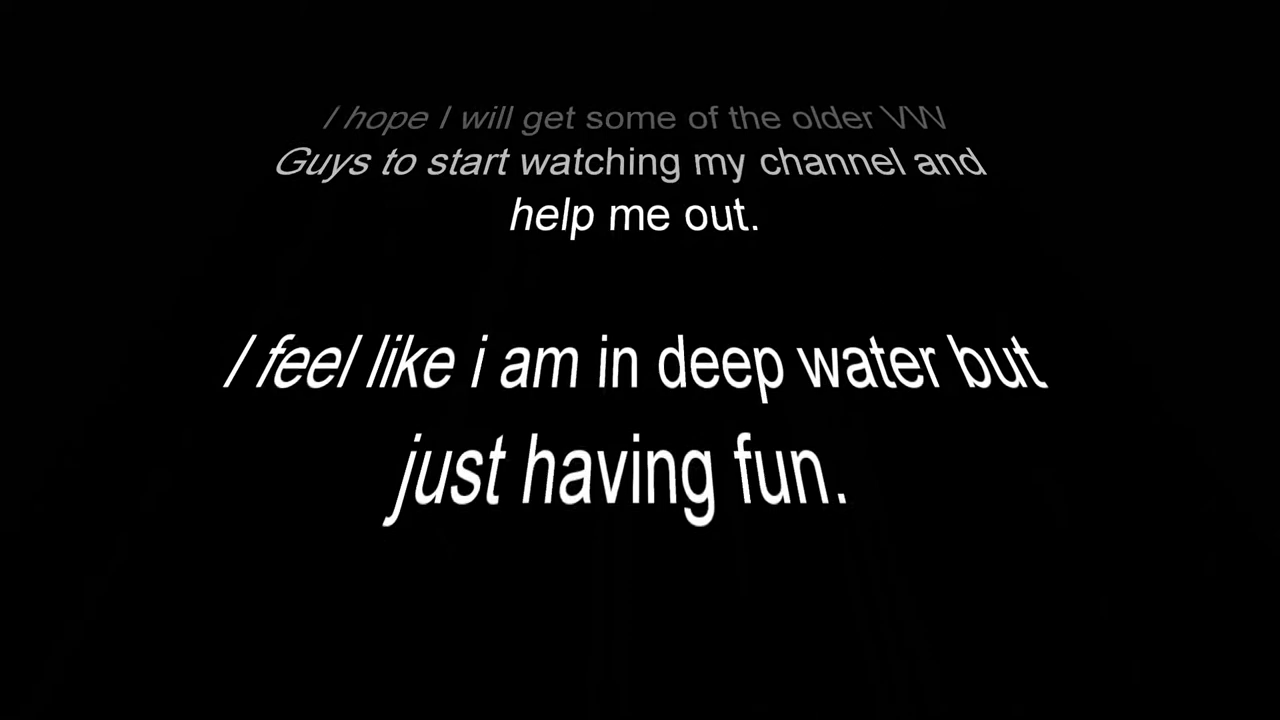 I hope I will get some of the older VW
Guys to start watching my channel and
help me out.
I feel like i am in deep water but
just having fun.